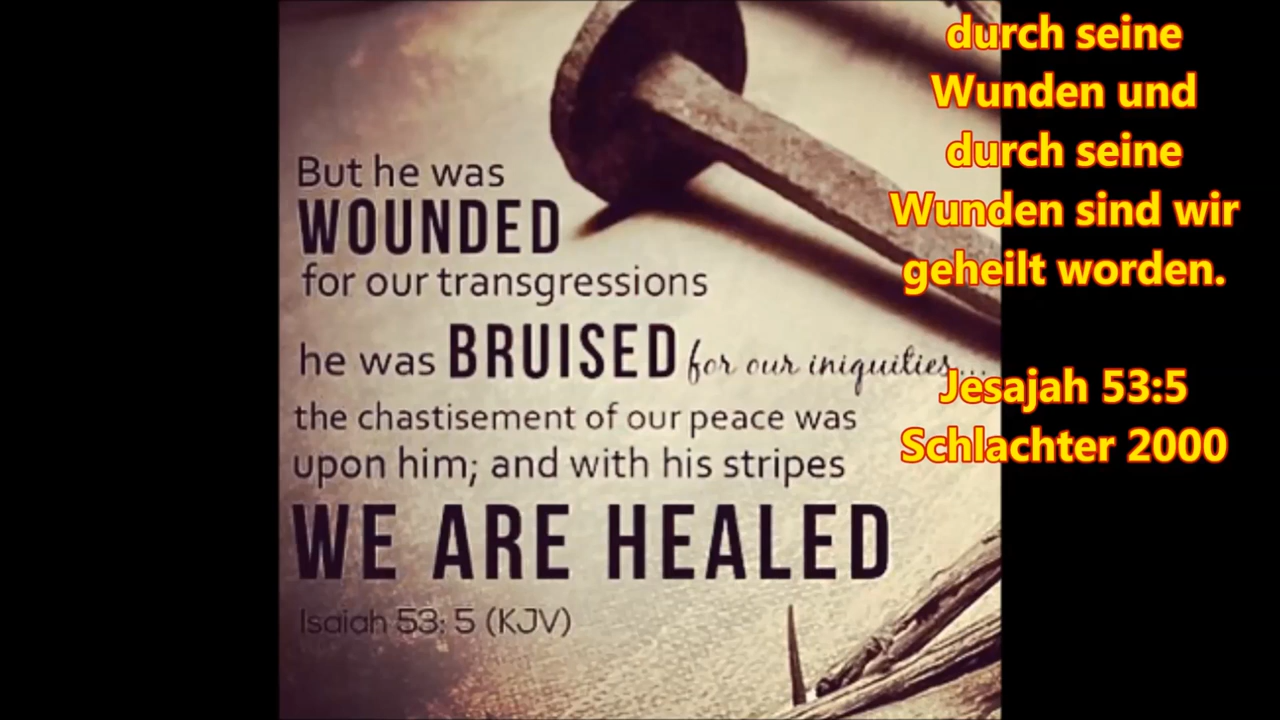 But he was
WOUNDED
for our transgressions
he was BRUISED for our iniquities...
the chastisement of our peace was
upon him; and with his stripes
WE ARE HEALED
Isaiah 53: 5 (KJV)
durch seine
Wunden und
durch seine
Wunden sind wir
geheilt worden.
Jesajah 53:5
Schlachter 2000